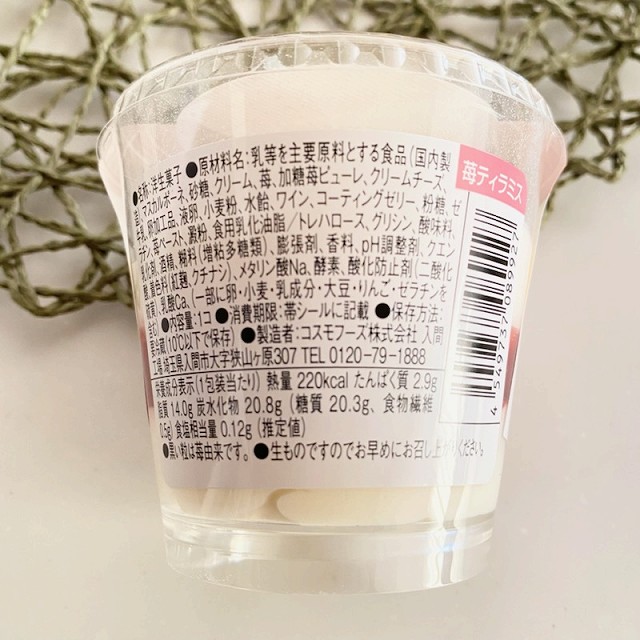 苺ティラミス
●名称:洋生菓子 ●原材料名:乳等を主要原料とする食品(国内製
造)、マスカルポーネ、砂糖、クリーム、苺、加糖苺ピューレ、クリームチーズ、
牛乳、卵加工品、液卵、小麦粉、水飴、ワイン、コーティングゼリー、粉糖、ゼ
ラチン、苺ペースト、澱粉、食用乳化油脂/トレハロース、グリシン、酸味料、
乳化剤、酒精、糊料(増粘多糖類)、膨張剤、香料、pH調整剤、クエン
酸、着色料(紅麹、クチナシ)、メタリン酸Na、酵素、酸化防止剤(二酸化
硫黄)、乳酸Ca、(一部に卵・小麦・乳成分・大豆・りんご・ゼラチンを
含む) ●内容量:1コ ●消費期限:帯シールに記載 ●保存方法:
要冷蔵(10℃以下で保存) ●製造者:コスモフーズ株式会社 入間
工場 埼玉県入間市大字狭山ヶ原307 TEL 0120-79-1888
栄養成分表示(1包装当たり) 熱量 220kcal たんぱく質 2.9g
脂質 14.0g 炭水化物 20.8g (糖質 20.3g、食物繊維
0.5g) 食塩相当量 0.12g (推定値)
●黒い粒は苺由来です。 ●生ものですのでお早めにお召し上がりください。
4 549737 089927